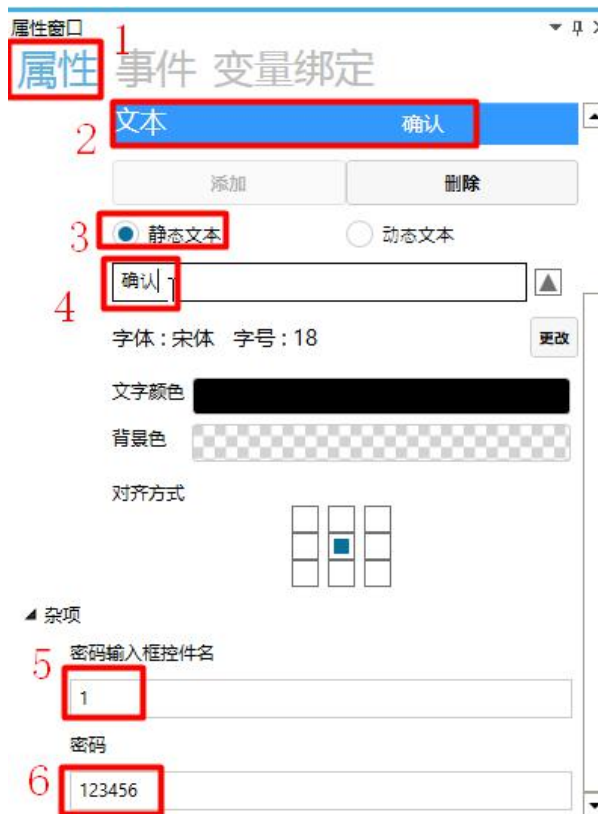 属性窗口
1
属性 事件 变量绑定
2
文本 确认
添加 删除
3
静态文本 动态文本
4
确认
字体:宋体 字号:18 更改
文字颜色
背景色
对齐方式
杂项
5
密码输入框控件名
1
密码
6
123456